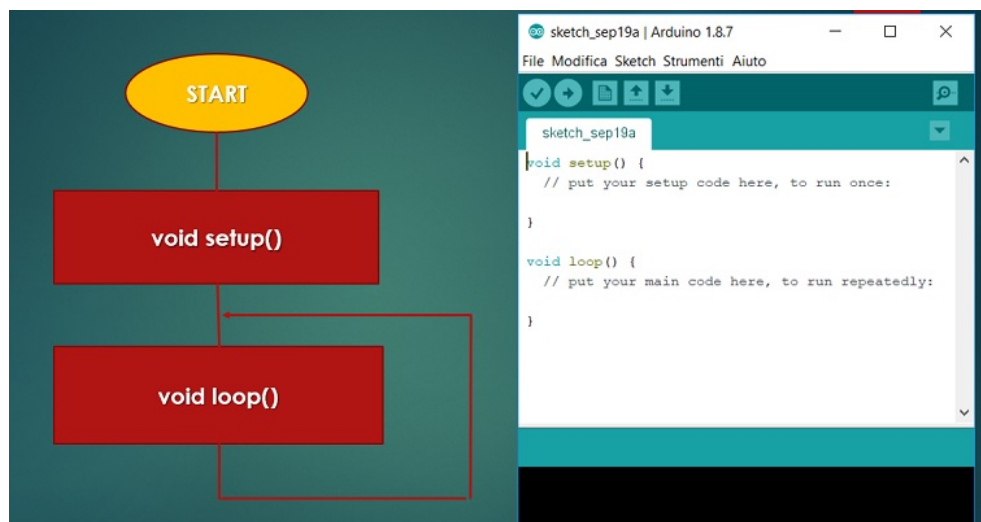 START
void setup()
void loop()
sketch_sep19a | Arduino 1.8.7
File Modifica Sketch Strumenti Aiuto
sketch_sep19a
void setup() {
// put your setup code here, to run once:
}
void loop() {
// put your main code here, to run repeatedly:
}